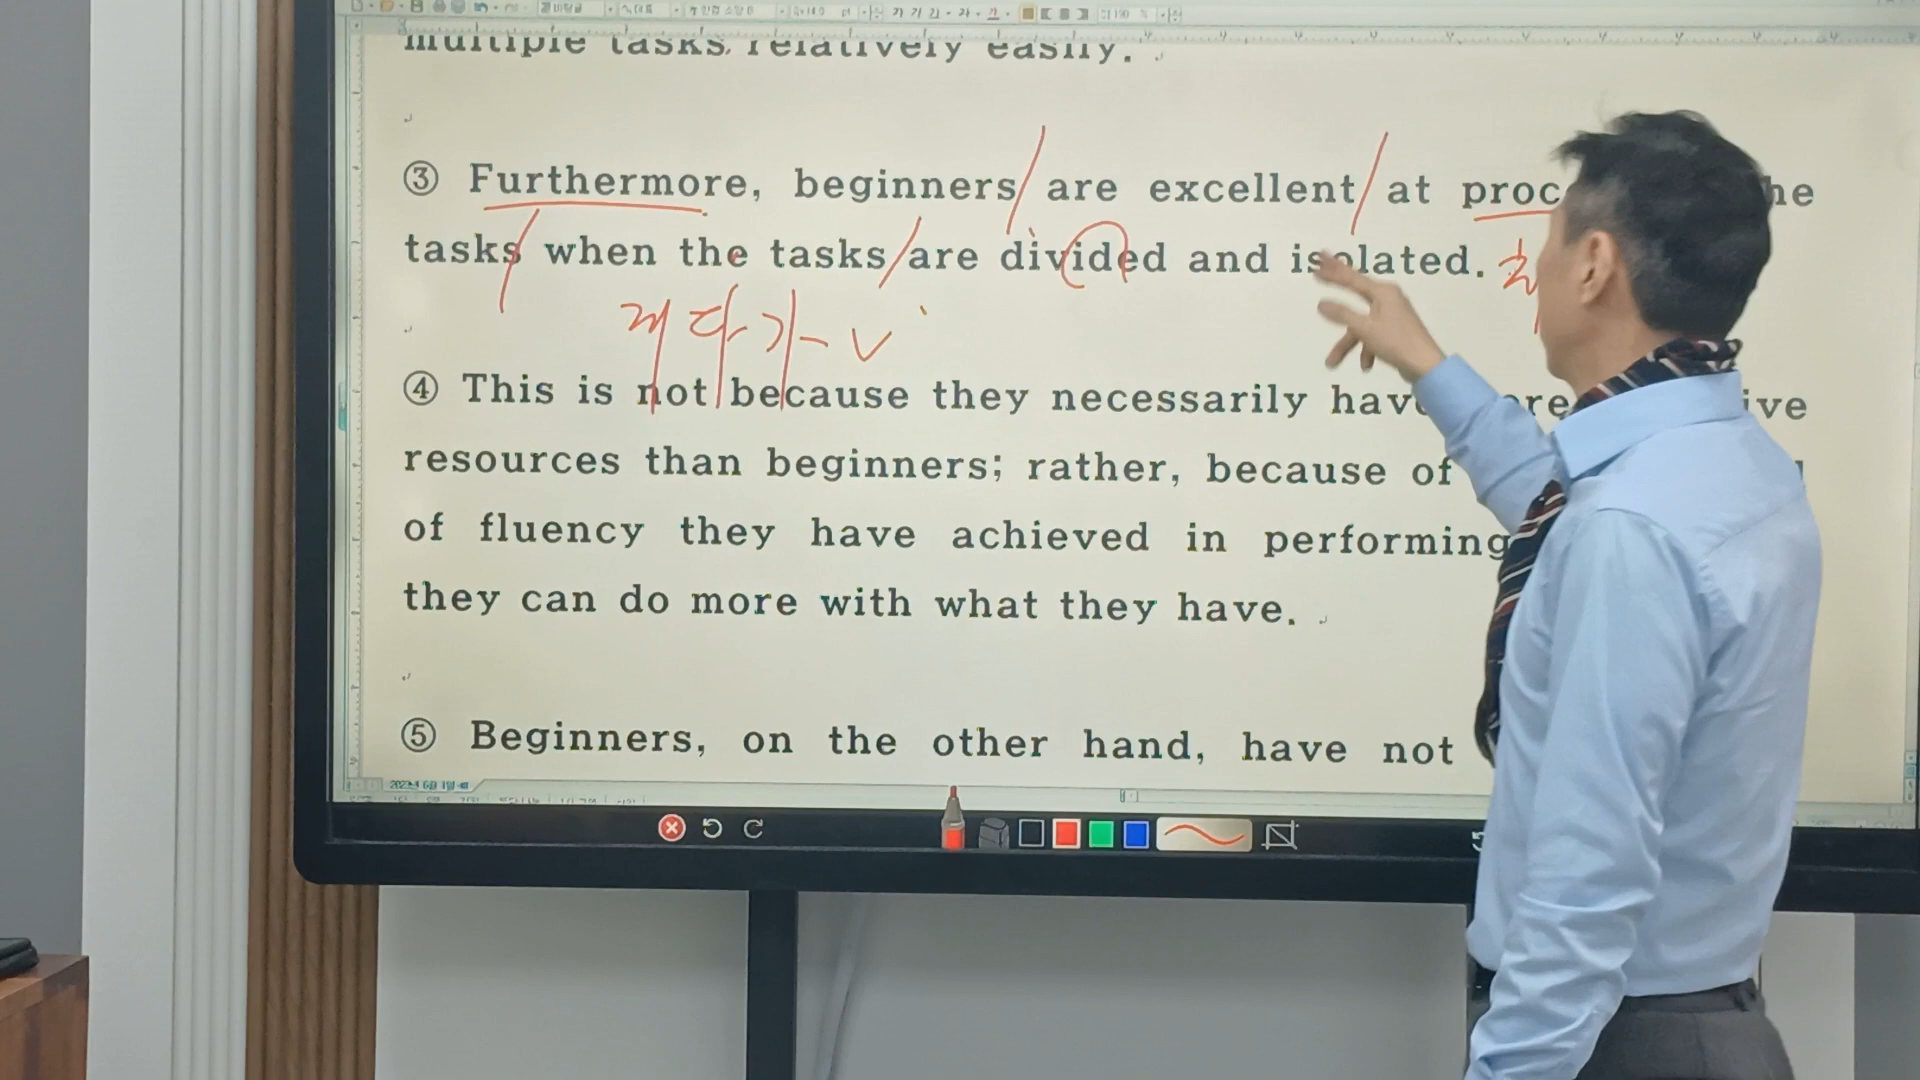 multiple tasks relatively easily.
③ Furthermore, beginners are excellent at
tasks when the tasks are divided and isolated.
게다가
④ This is not because they necessarily have
resources than beginners; rather, because of
of fluency they have achieved in performing
they can do more with what they have.
⑤ Beginners, on the other hand, have not